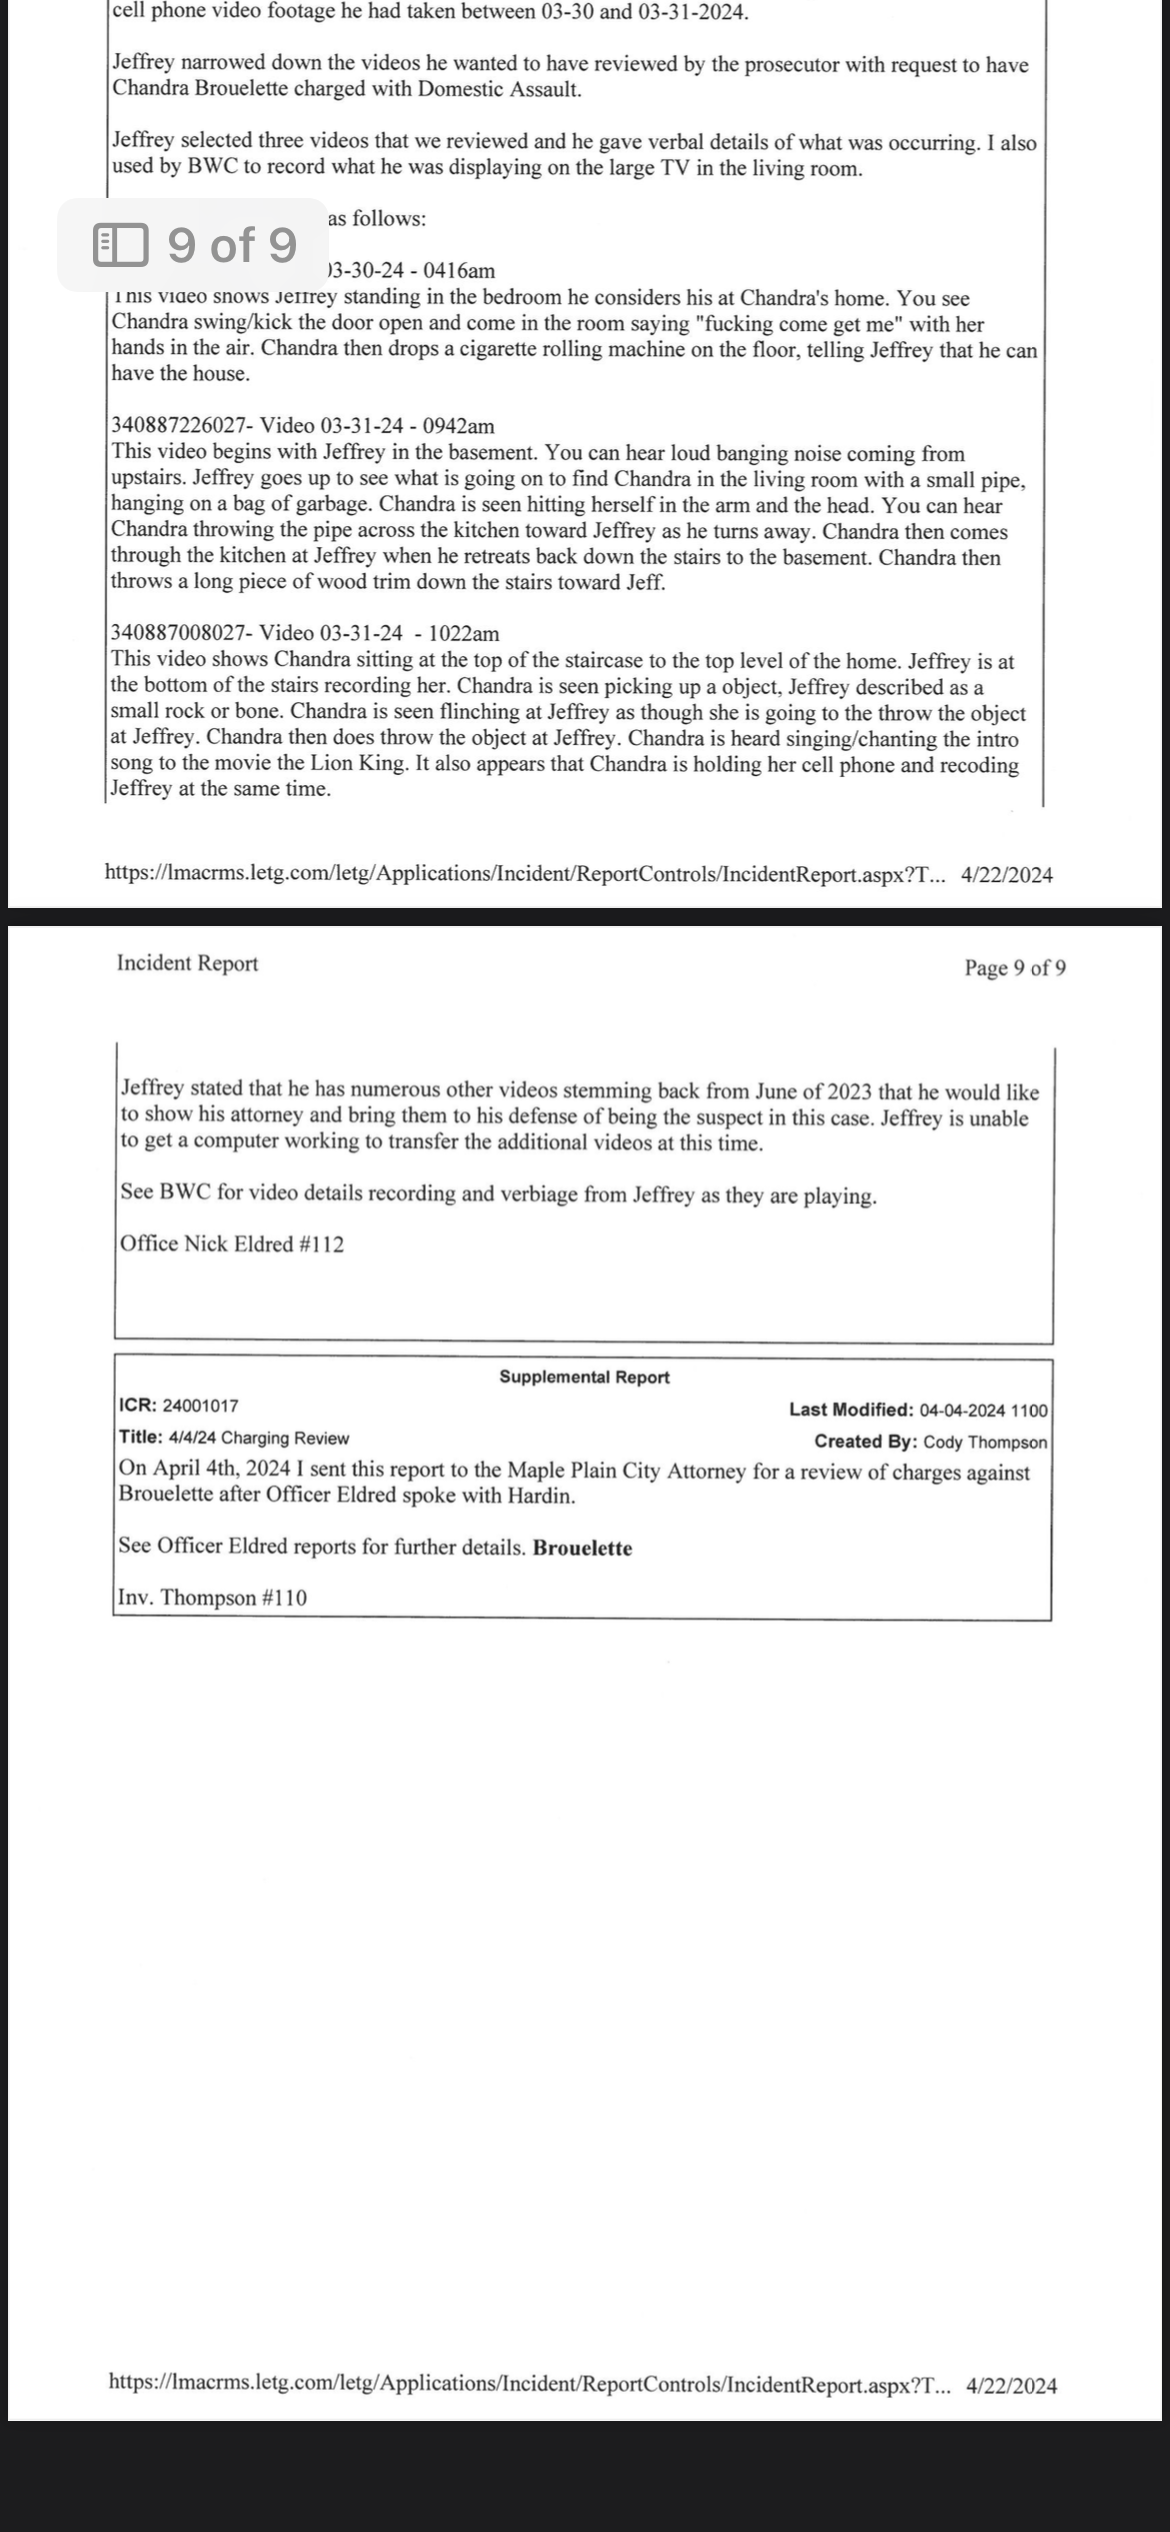 cell phone video footage he had taken between 03-30 and 03-31-2024.
Jeffrey narrowed down the videos he wanted to have reviewed by the prosecutor with request to have
Chandra Brouelette charged with Domestic Assault.
Jeffrey selected three videos that we reviewed and he gave verbal details of what was occurring. I also
used by BWC to record what he was displaying on the large TV in the living room.
as follows:
9 of 9
03-30-24 - 0416am
This video shows Jeffrey standing in the bedroom he considers his at Chandra's home. You see
Chandra swing/kick the door open and come in the room saying "fucking come get me" with her
hands in the air. Chandra then drops a cigarette rolling machine on the floor, telling Jeffrey that he can
have the house.
340887226027- Video 03-31-24 - 0942am
This video begins with Jeffrey in the basement. You can hear loud banging noise coming from
upstairs. Jeffrey goes up to see what is going on to find Chandra in the living room with a small pipe,
hanging on a bag of garbage. Chandra is seen hitting herself in the arm and the head. You can hear
Chandra throwing the pipe across the kitchen toward Jeffrey as he turns away. Chandra then comes
through the kitchen at Jeffrey when he retreats back down the stairs to the basement. Chandra then
throws a long piece of wood trim down the stairs toward Jeff.
340887008027- Video 03-31-24 - 1022am
This video shows Chandra sitting at the top of the staircase to the top level of the home. Jeffrey is at
the bottom of the stairs recording her. Chandra is seen picking up a object, Jeffrey described as a
small rock or bone. Chandra is seen flinching at Jeffrey as though she is going to the throw the object
at Jeffrey. Chandra then does throw the object at Jeffrey. Chandra is heard singing/chanting the intro
song to the movie the Lion King. It also appears that Chandra is holding her cell phone and recoding
Jeffrey at the same time.
https://lmacrms.letg.com/letg/Applications/Incident/ReportControls/IncidentReport.aspx?T... 4/22/2024
Incident Report Page 9 of 9
Jeffrey stated that he has numerous other videos stemming back from June of 2023 that he would like
to show his attorney and bring them to his defense of being the suspect in this case. Jeffrey is unable
to get a computer working to transfer the additional videos at this time.
See BWC for video details recording and verbiage from Jeffrey as they are playing.
Office Nick Eldred #112
Supplemental Report
ICR: 24001017 Last Modified: 04-04-2024 1100
Title: 4/4/24 Charging Review Created By: Cody Thompson
On April 4th, 2024 I sent this report to the Maple Plain City Attorney for a review of charges against
Brouelette after Officer Eldred spoke with Hardin.
See Officer Eldred reports for further details. Brouelette
Inv. Thompson #110
https://lmacrms.letg.com/letg/Applications/Incident/ReportControls/IncidentReport.aspx?T... 4/22/2024